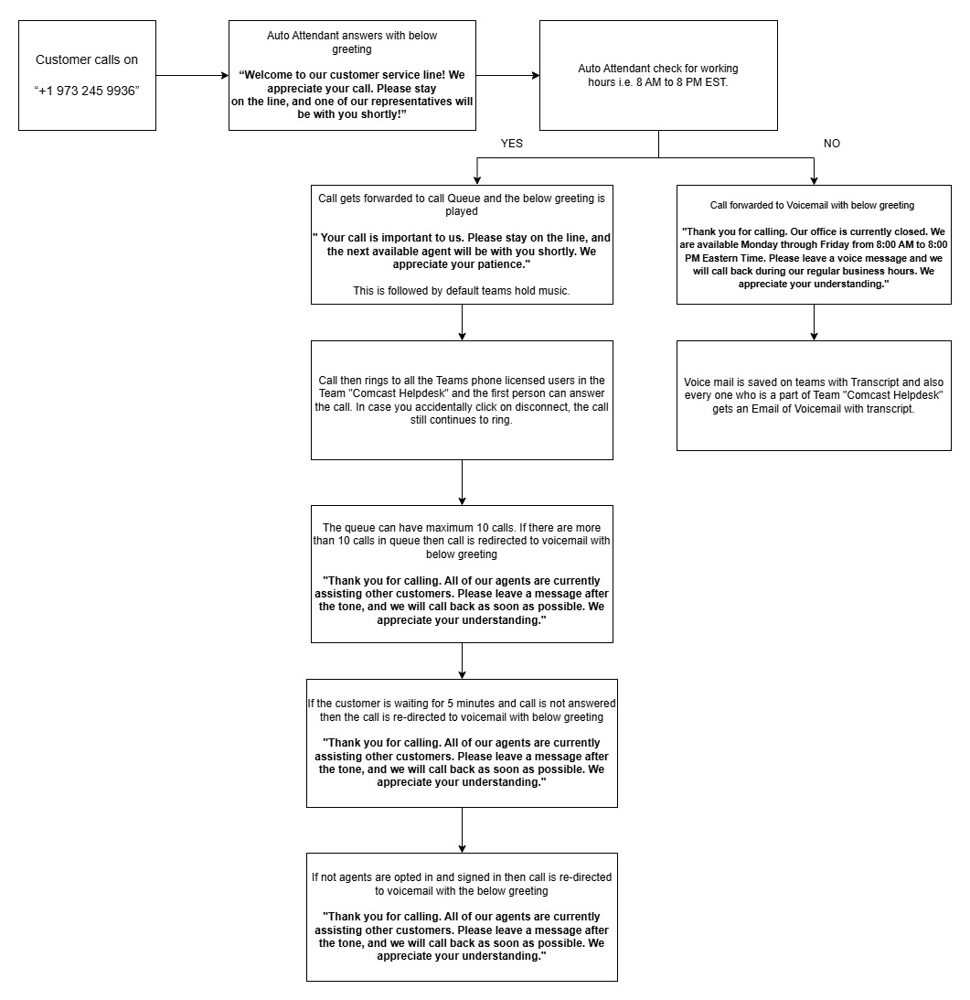 Customer calls on
“+1 973 245 9936”
Auto Attendant answers with below
greeting
“Welcome to our customer service line! We
appreciate your call. Please stay
on the line, and one of our representatives will
be with you shortly!”
Auto Attendant check for working
hours i.e. 8 AM to 8 PM EST.
YES
NO
Call gets forwarded to call Queue and the below greeting is
played
" Your call is important to us. Please stay on the line, and
the next available agent will be with you shortly. We
appreciate your patience."
This is followed by default teams hold music.
Call forwarded to Voicemail with below greeting
"Thank you for calling. Our office is currently closed. We
are available Monday through Friday from 8:00 AM to 8:00
PM Eastern Time. Please leave a voice message and we
will call back during our regular business hours. We
appreciate your understanding."
Call then rings to all the Teams phone licensed users in the
Team "Comcast Helpdesk" and the first person can answer
the call. In case you accidentally click on disconnect, the call
still continues to ring.
Voice mail is saved on teams with Transcript and also
every one who is a part of Team "Comcast Helpdesk"
gets an Email of Voicemail with transcript.
The queue can have maximum 10 calls. If there are more
than 10 calls in queue then call is redirected to voicemail with
below greeting
"Thank you for calling. All of our agents are currently
assisting other customers. Please leave a message after
the tone, and we will call back as soon as possible. We
appreciate your understanding."
If the customer is waiting for 5 minutes and call is not answered
then the call is re-directed to voicemail with below greeting
"Thank you for calling. All of our agents are currently
assisting other customers. Please leave a message after
the tone, and we will call back as soon as possible. We
appreciate your understanding."
If not agents are opted in and signed in then call is re-directed
to voicemail with the below greeting
"Thank you for calling. All of our agents are currently
assisting other customers. Please leave a message after
the tone, and we will call back as soon as possible. We
appreciate your understanding."